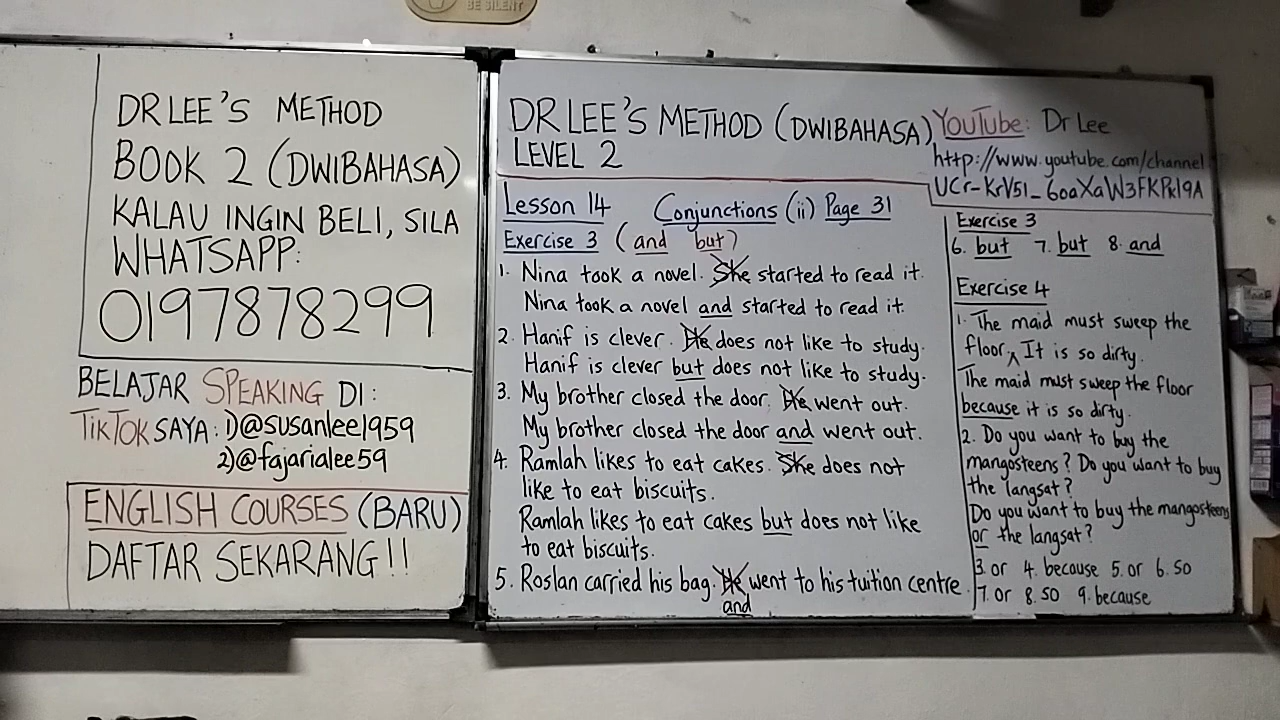 BE SILENT
DR LEE'S METHOD
BOOK 2 (DWIBAHASA)
KALAU INGIN BELI, SILA
WHATSAPP:
0197878299
BELAJAR SPEAKING DI:
TIKTOK SAYA: 1)@susanlee1959
2)@fajarialee59
ENGLISH COURSES (BARU)
DAFTAR SEKARANG!!
DR LEE'S METHOD (DWIBAHASA)
LEVEL 2
YouTube: Dr Lee
http://www.youtube.com/channel
UCr-KrV51_6oaXaW3FKPkl9A
Lesson 14 Conjunctions (ii) Page 31
Exercise 3 (and but)
1. Nina took a novel. She started to read it.
Nina took a novel and started to read it.
2. Hanif is clever. He does not like to study.
Hanif is clever but does not like to study.
3. My brother closed the door. He went out.
My brother closed the door and went out.
4. Ramlah likes to eat cakes. She does not
like to eat biscuits.
Ramlah likes to eat cakes but does not like
to eat biscuits.
5. Roslan carried his bag. He went to his tuition centre.
and
Exercise 3
6. but 7. but 8. and
Exercise 4
1. The maid must sweep the
floor. It is so dirty.
The maid must sweep the floor
because it is so dirty.
2. Do you want to buy the
mangosteens? Do you want to buy
the langsat?
Do you want to buy the mangosteens
or the langsat?
3. or 4. because 5. or 6. so
7. or 8. so 9. because